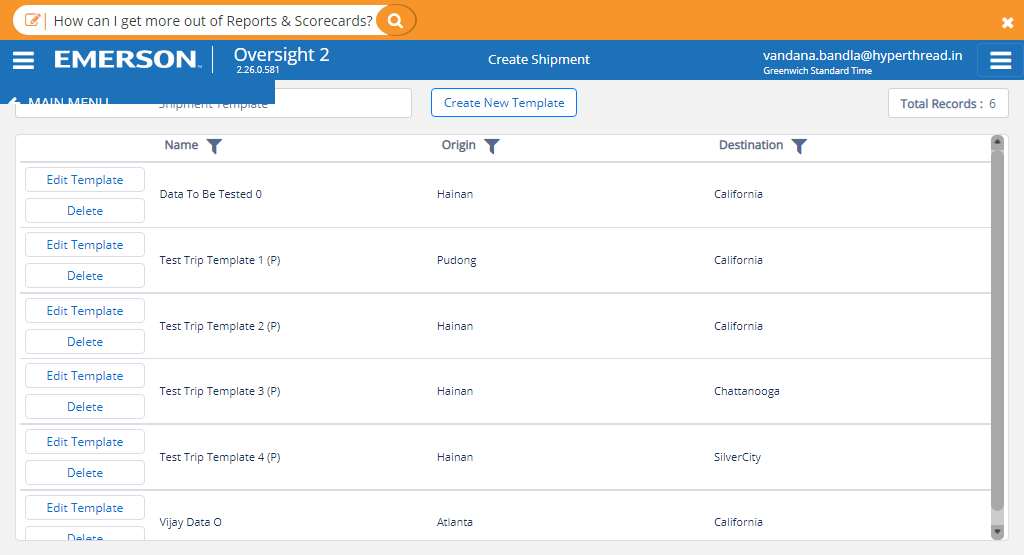 How can I get more out of Reports & Scorecards?
EMERSON
Oversight 2
2.26.0.581
Create Shipment
vandana.bandla@hyperthread.in
Greenwich Standard Time
MAIN MENU
Shipment Template
Create New Template
Total Records : 6
Name Origin Destination
Edit Template
Delete
Data To Be Tested 0 Hainan California
Edit Template
Delete
Test Trip Template 1 (P) Pudong California
Edit Template
Delete
Test Trip Template 2 (P) Hainan California
Edit Template
Delete
Test Trip Template 3 (P) Hainan Chattanooga
Edit Template
Delete
Test Trip Template 4 (P) Hainan SilverCity
Edit Template
Delete
Vijay Data O Atlanta California